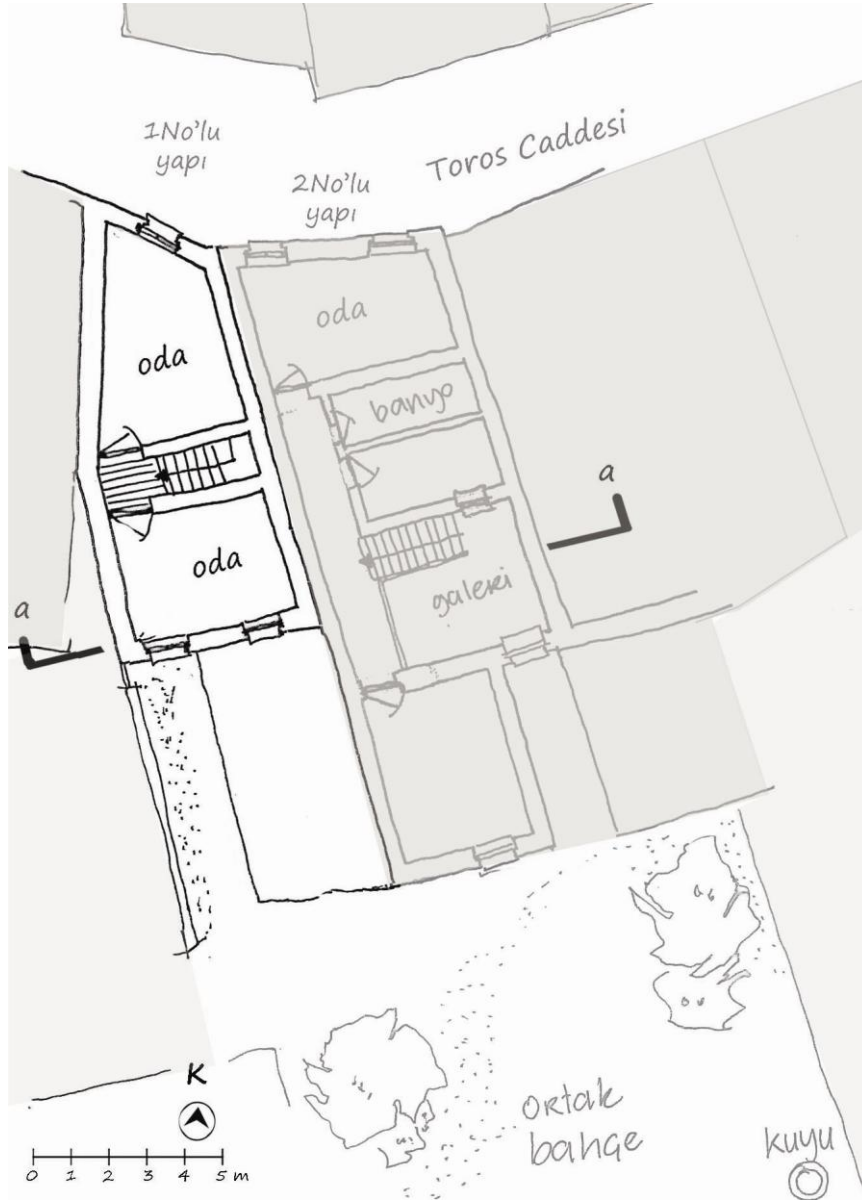 1No'lu
yapı
2No'lu
yapı
Toros Caddesi
oda
oda
banyo
a
oda
galeri
a
K
0 1 2 3 4 5 m
Ortak
bahçe
kuyu